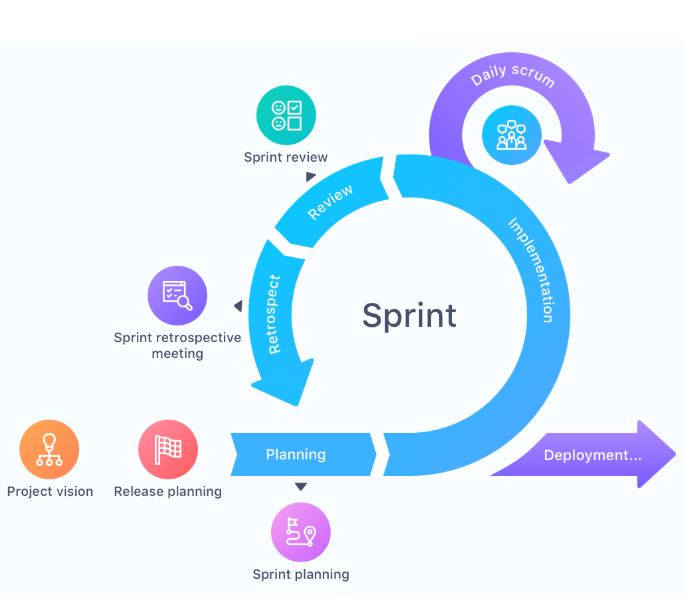 Daily scrum
Sprint review
Review
Implementation
Retrospect
Sprint
Sprint retrospective
meeting
Planning
Deployment...
Project vision
Release planning
Sprint planning